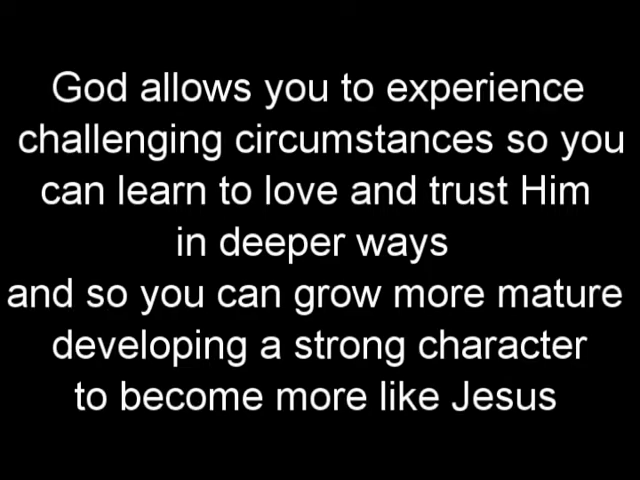 God allows you to experience
challenging circumstances so you
can learn to love and trust Him
in deeper ways
and so you can grow more mature
developing a strong character
to become more like Jesus